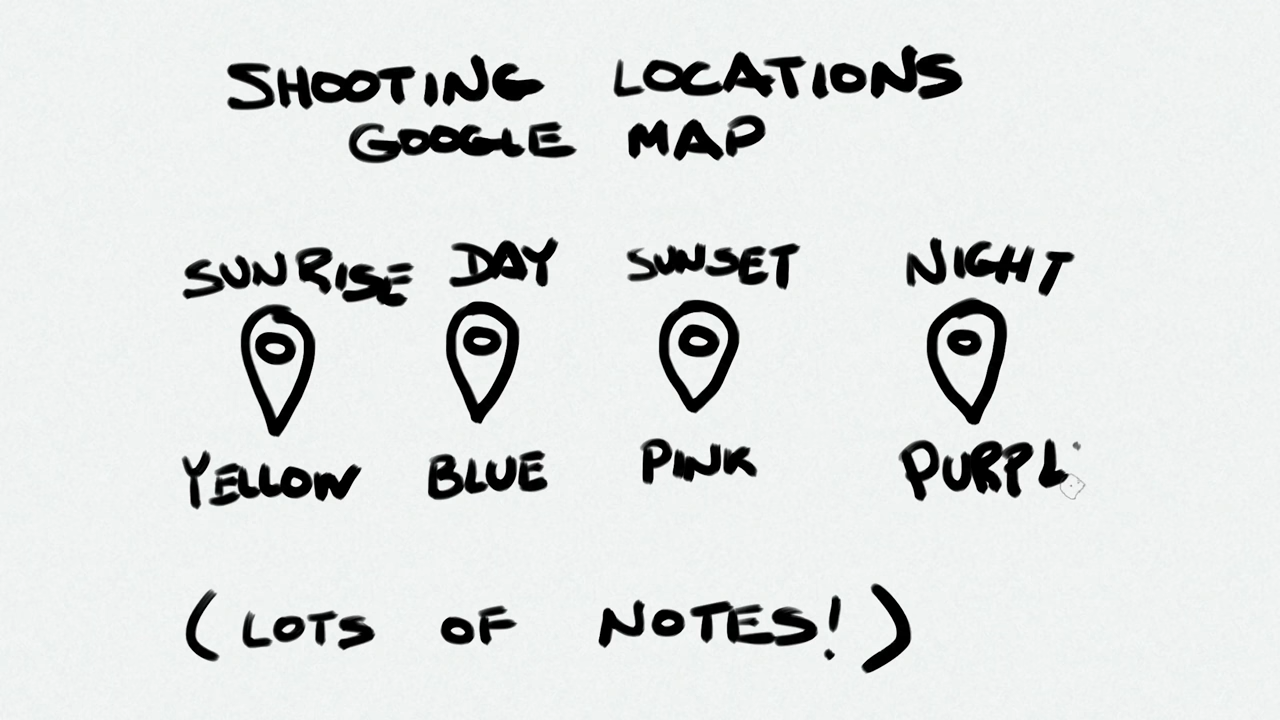 SHOOTING LOCATIONS
GOOGLE MAP
SUNRISE DAY SUNSET NIGHT
YELLOW BLUE PINK PURPL
(LOTS OF NOTES!)